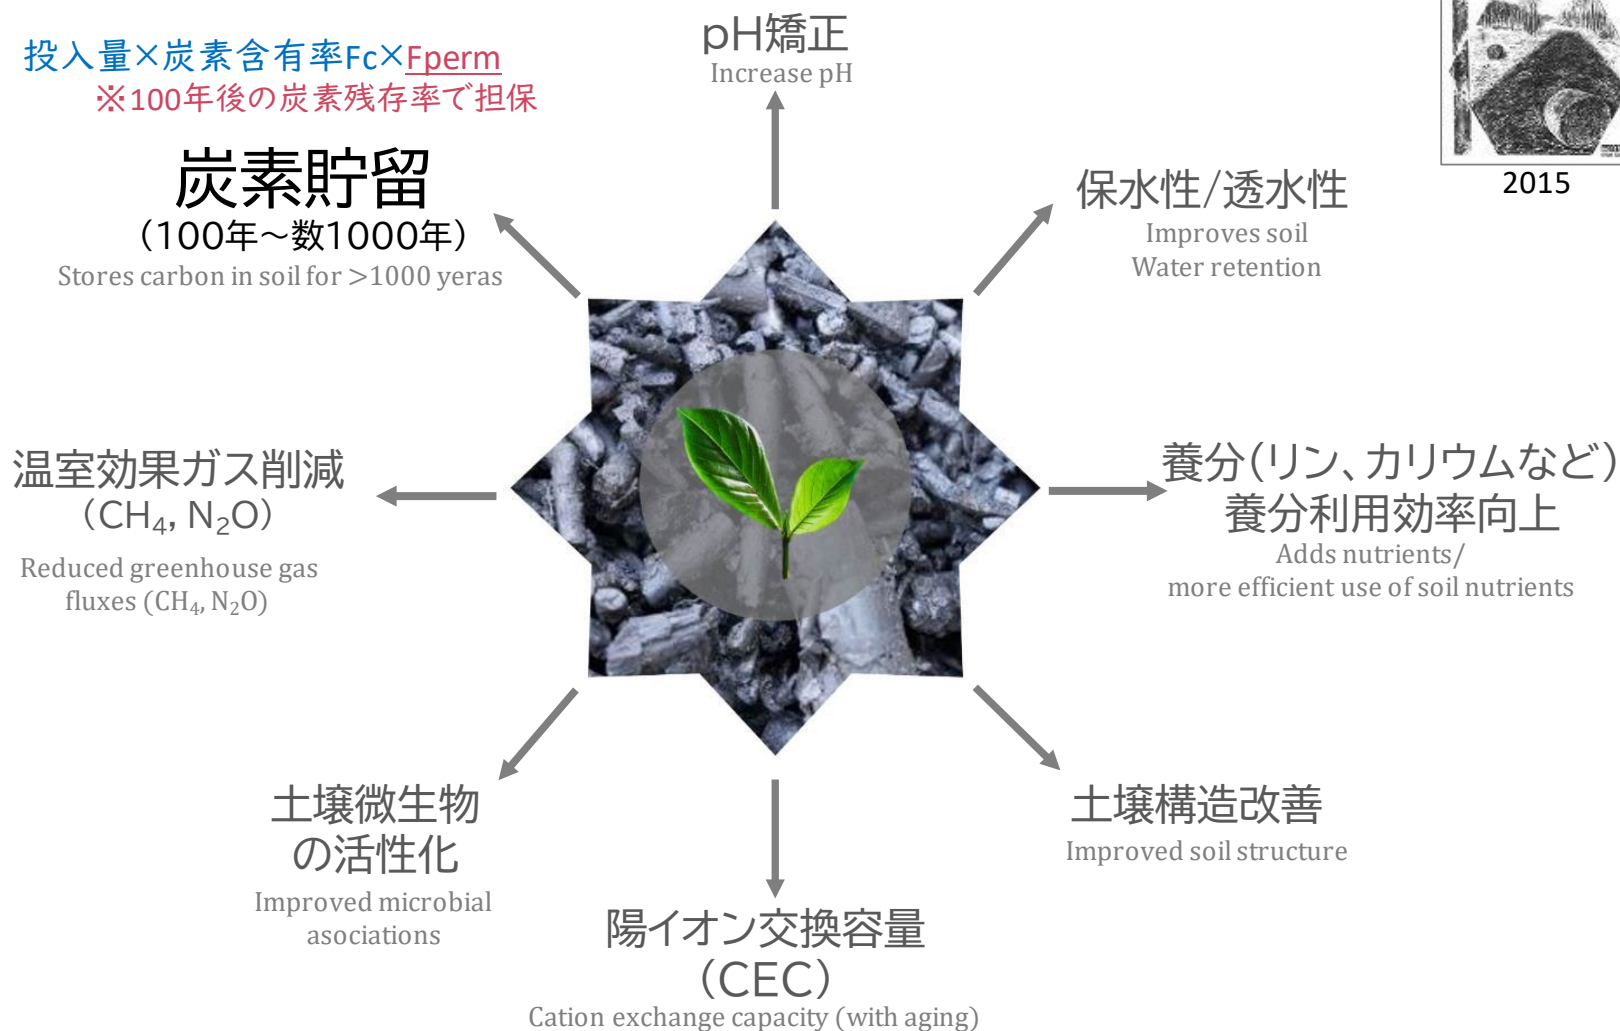 投入量×炭素含有率Fc×Fperm
※100年後の炭素残存率で担保
炭素貯留
(100年～数1000年)
Stores carbon in soil for >1000 yeras
pH矯正
Increase pH
2015
保水性/透水性
Improves soil
Water retention
温室効果ガス削減
(CH₄, N₂O)
Reduced greenhouse gas
fluxes (CH₄, N₂O)
養分(リン、カリウムなど)
養分利用効率向上
Adds nutrients/
more efficient use of soil nutrients
土壌微生物
の活性化
Improved microbial
asociations
陽イオン交換容量
(CEC)
Cation exchange capacity (with aging)
土壌構造改善
Improved soil structure